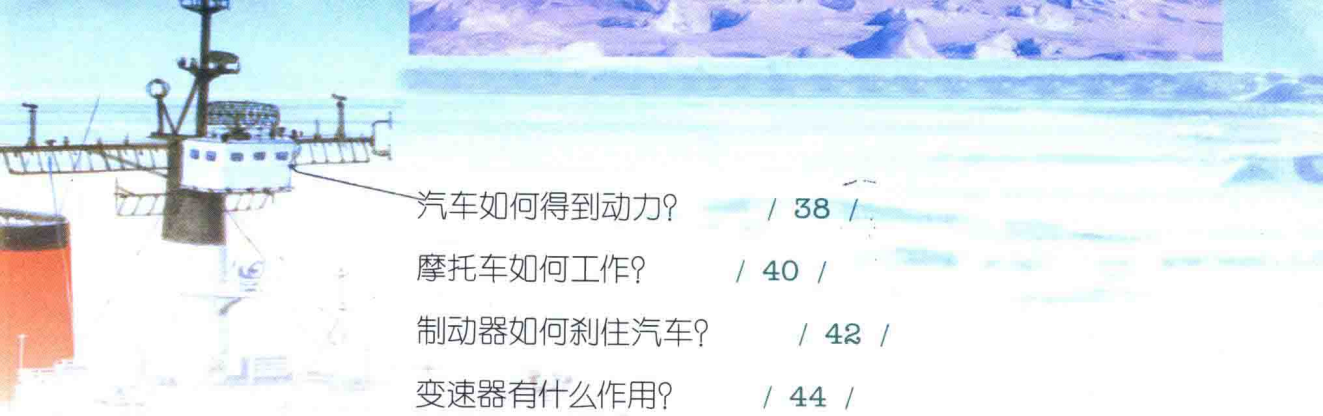 汽车如何得到动力? / 38 /
摩托车如何工作? / 40 /
制动器如何刹住汽车? / 42 /
变速器有什么作用? / 44 /